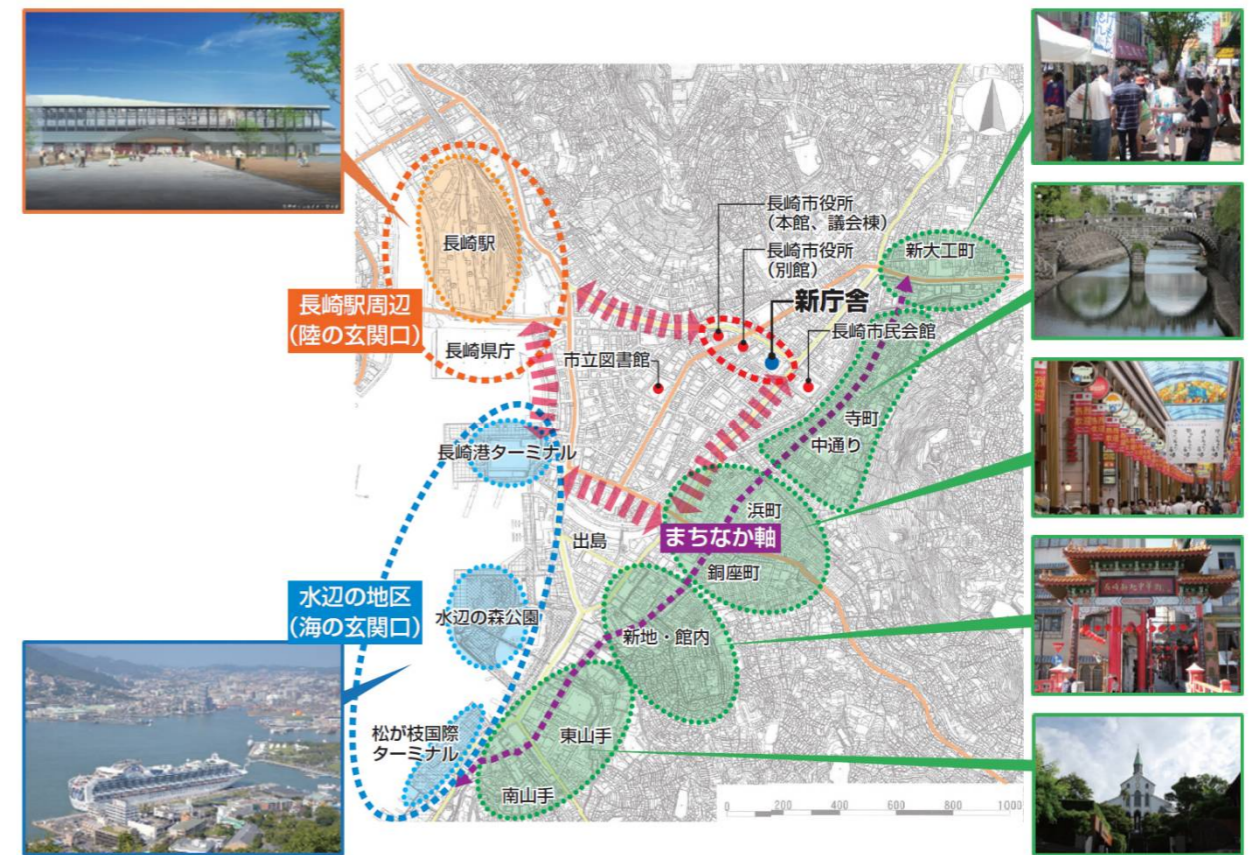 長崎駅
長崎駅周辺
(陸の玄関口)
長崎県庁
長崎市役所
(本館、議会棟)
長崎市役所
(別館)
新庁舎
長崎市民会館
市立図書館
新大工町
寺町
中通り
長崎港ターミナル
浜町
まちなか軸
出島
銅座町
水辺の地区
(海の玄関口)
水辺の森公園
新地・館内
松が枝国際
ターミナル
東山手
南山手
0 200 400 600 800 1000